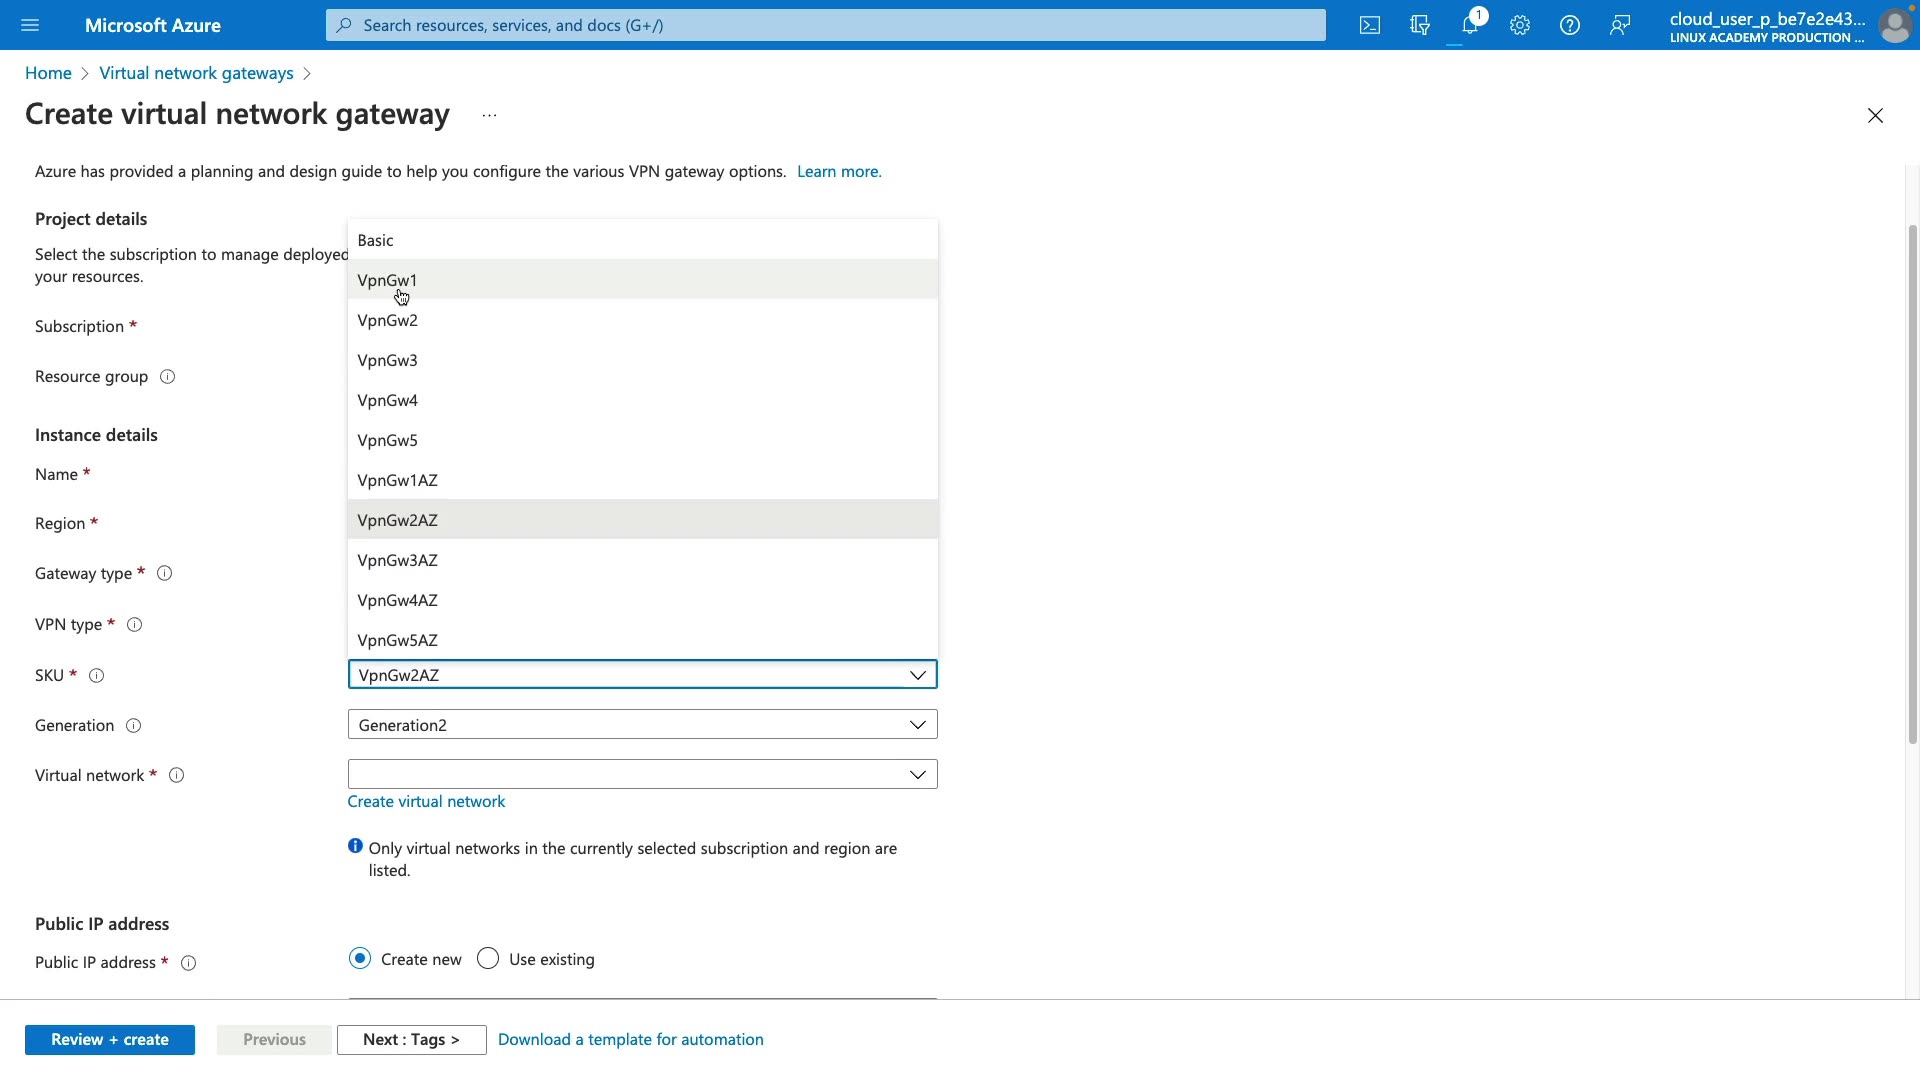 Microsoft Azure
Search resources, services, and docs (G+/)
1
cloud_user_p_be7e2e43...
LINUX ACADEMY PRODUCTION ...
Home > Virtual network gateways >
Create virtual network gateway ...
Azure has provided a planning and design guide to help you configure the various VPN gateway options. Learn more.
Project details
Select the subscription to manage deployed
your resources.
Subscription *
Resource group
Instance details
Name *
Region *
Gateway type *
VPN type *
Basic
VpnGw1
VpnGw2
VpnGw3
VpnGw4
VpnGw5
VpnGw1AZ
VpnGw2AZ
VpnGw3AZ
VpnGw4AZ
VpnGw5AZ
SKU * VpnGw2AZ
Generation Generation2
Virtual network *
Create virtual network
Only virtual networks in the currently selected subscription and region are
listed.
Public IP address
Public IP address * Create new Use existing
Review + create Previous Next : Tags > Download a template for automation